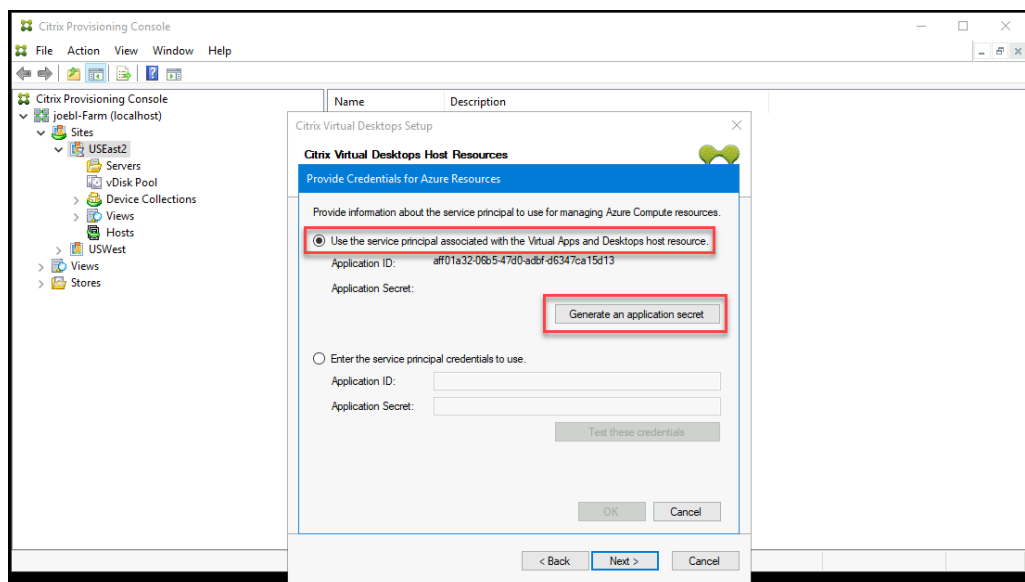 Citrix Provisioning Console
File Action View Window Help
Citrix Provisioning Console
joebl-Farm (localhost)
Sites
USEast2
Servers
vDisk Pool
Device Collections
Views
Hosts
USWest
Views
Stores
Name Description
Citrix Virtual Desktops Setup
Citrix Virtual Desktops Host Resources
Provide Credentials for Azure Resources
Provide information about the service principal to use for managing Azure Compute resources.
Use the service principal associated with the Virtual Apps and Desktops host resource.
Application ID: aff01a32-06b5-47d0-adbf-d6347ca15d13
Application Secret:
Generate an application secret
Enter the service principal credentials to use.
Application ID:
Application Secret:
Test these credentials
OK Cancel
< Back Next > Cancel